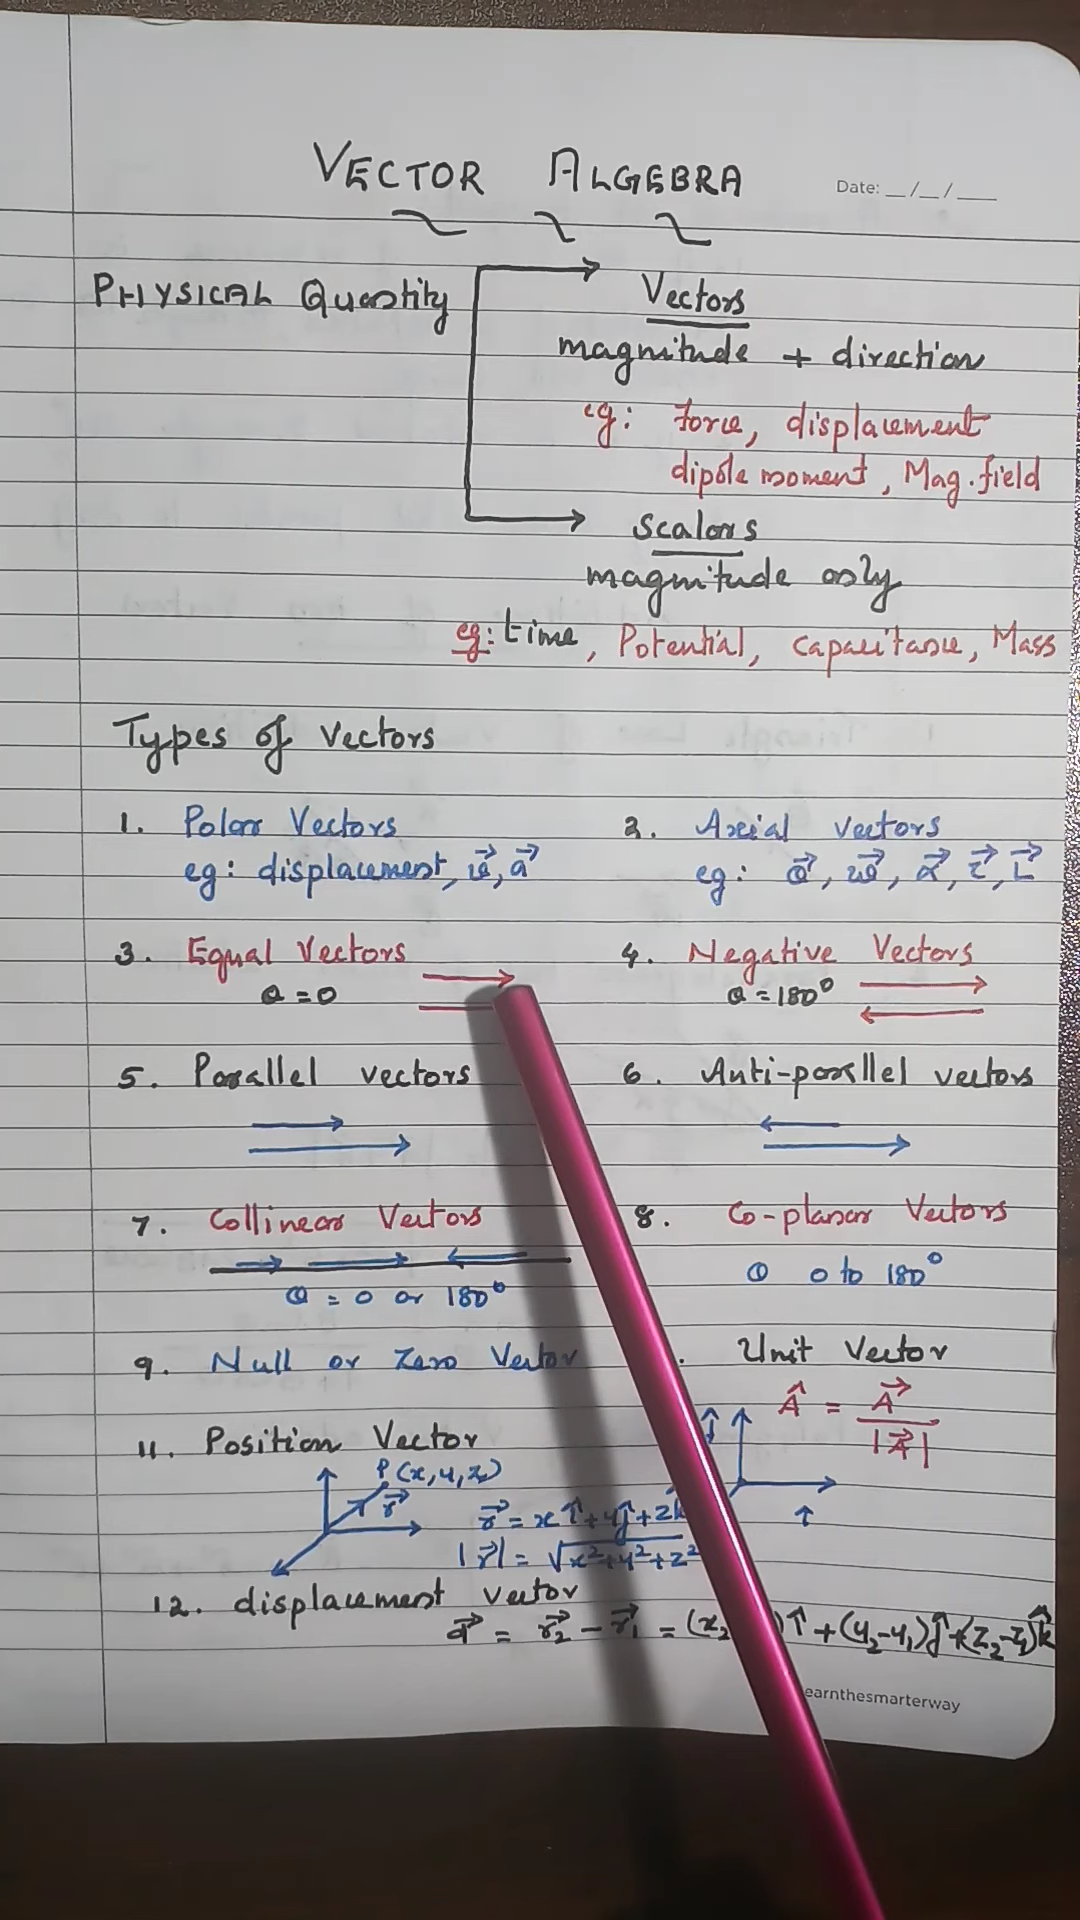 VECTOR ALGEBRA
Date: __/__/___
PHYSICAL Quantity
Vectors
magnitude + direction
eg: force, displacement
dipole moment, Mag. field
Scalars
magnitude only
eg: time, Potential, Capacitance, Mass
Types of vectors
1. Polar Vectors
eg: displacement, v⃗, a⃗
2. Axial vectors
eg: θ⃗, ω⃗, α⃗, τ⃗, L⃗
3. Equal Vectors
θ = 0
4. Negative Vectors
θ = 180°
5. Parallel vectors
6. Anti-parallel vectors
7. Collinear Vectors
θ = 0 or 180°
8. Co-planar Vectors
θ 0 to 180°
9. Null or Zero Vector
. Unit Vector
Â = A⃗ / |A⃗|
ĵ
î
11. Position Vector
P(x, y, z)
r⃗
r⃗ = xî + yĵ + zk
|r⃗| = √x² + y² + z²
12. displacement vector
r⃗ = r⃗₂ - r⃗₁ = (x₂ )î + (y₂-y₁)ĵ + (z₂-z₁)k̂
earnthesmarterway